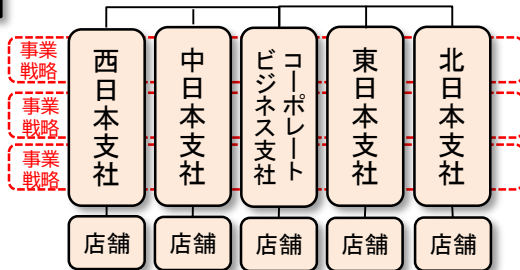 事業
戦略
事業
戦略
事業
戦略
西日本支社
中日本支社
コーポレート
ビジネス支社
東日本支社
北日本支社
店舗
店舗
店舗
店舗
店舗